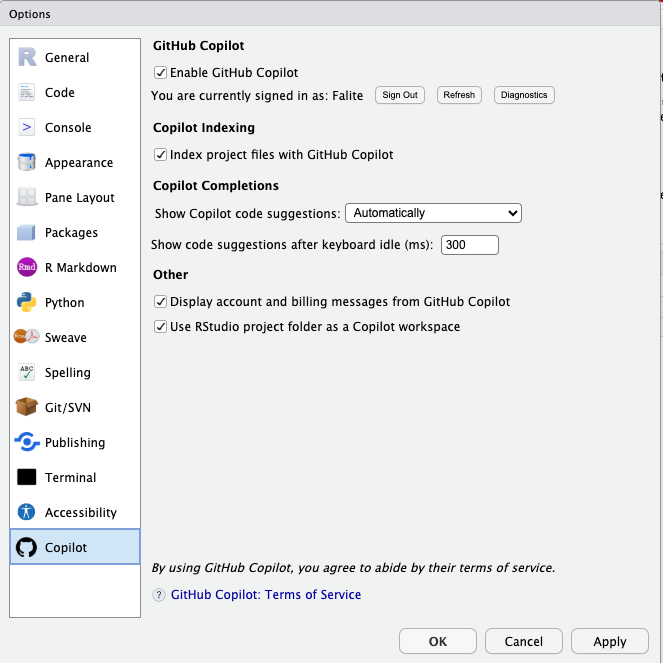 Options
General
Code
Console
Appearance
Pane Layout
Packages
Rmd R Markdown
Python
Sweave
ABC Spelling
Git/SVN
Publishing
Terminal
Accessibility
Copilot
GitHub Copilot
Enable GitHub Copilot
You are currently signed in as: Falite Sign Out Refresh Diagnostics
Copilot Indexing
Index project files with GitHub Copilot
Copilot Completions
Show Copilot code suggestions: Automatically
Show code suggestions after keyboard idle (ms): 300
Other
Display account and billing messages from GitHub Copilot
Use RStudio project folder as a Copilot workspace
By using GitHub Copilot, you agree to abide by their terms of service.
? GitHub Copilot: Terms of Service
OK Cancel Apply